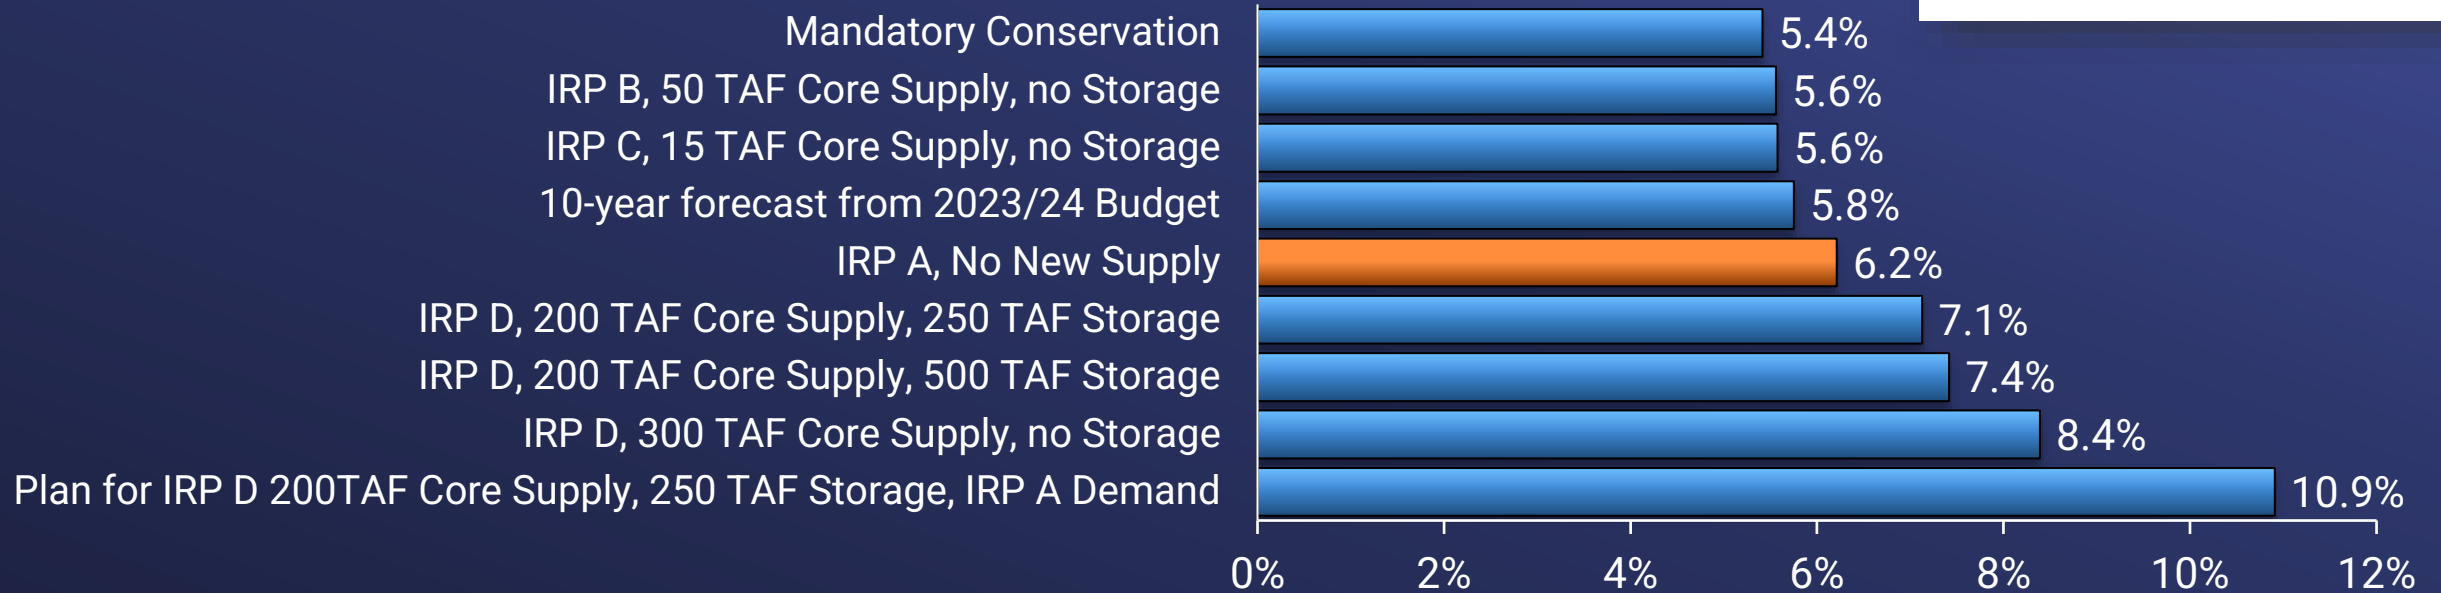 Mandatory Conservation 5.4%
IRP B, 50 TAF Core Supply, no Storage 5.6%
IRP C, 15 TAF Core Supply, no Storage 5.6%
10-year forecast from 2023/24 Budget 5.8%
IRP A, No New Supply 6.2%
IRP D, 200 TAF Core Supply, 250 TAF Storage 7.1%
IRP D, 200 TAF Core Supply, 500 TAF Storage 7.4%
IRP D, 300 TAF Core Supply, no Storage 8.4%
Plan for IRP D 200TAF Core Supply, 250 TAF Storage, IRP A Demand 10.9%
0% 2% 4% 6% 8% 10% 12%